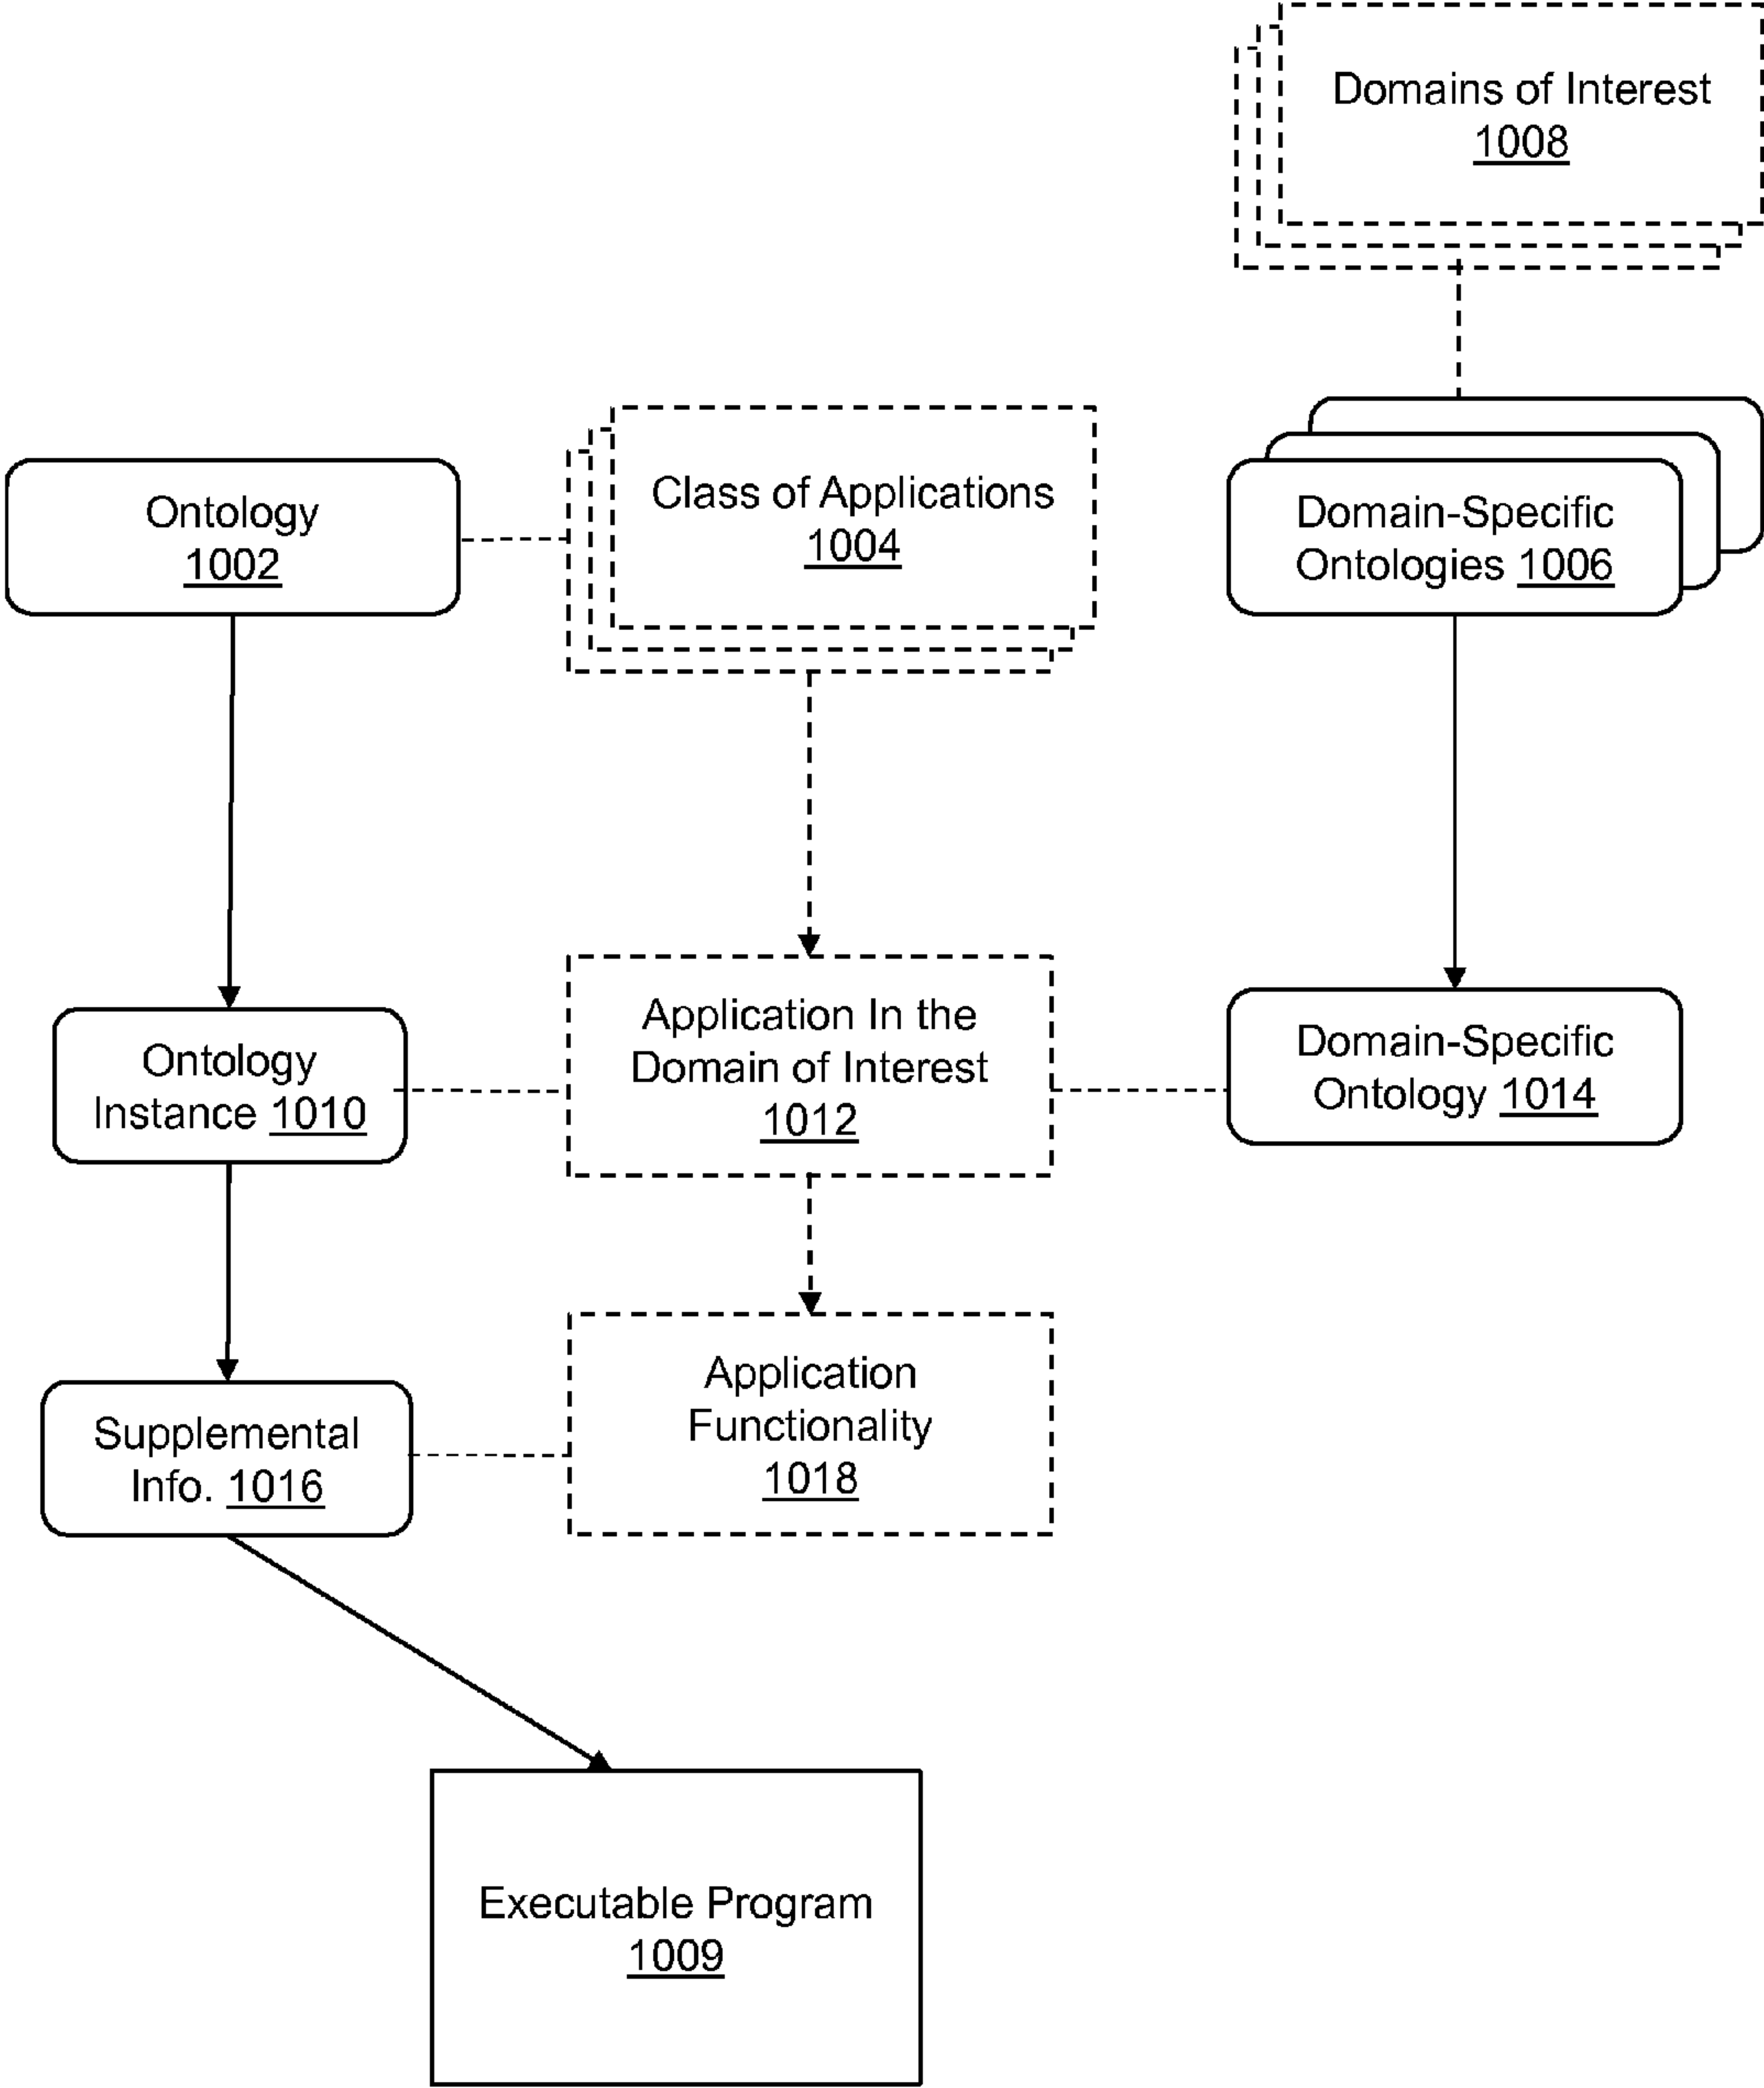 Domains of Interest
1008
Ontology
1002
Class of Applications
1004
Domain-Specific
Ontologies 1006
Ontology
Instance 1010
Application In the
Domain of Interest
1012
Domain-Specific
Ontology 1014
Supplemental
Info. 1016
Application
Functionality
1018
Executable Program
1009